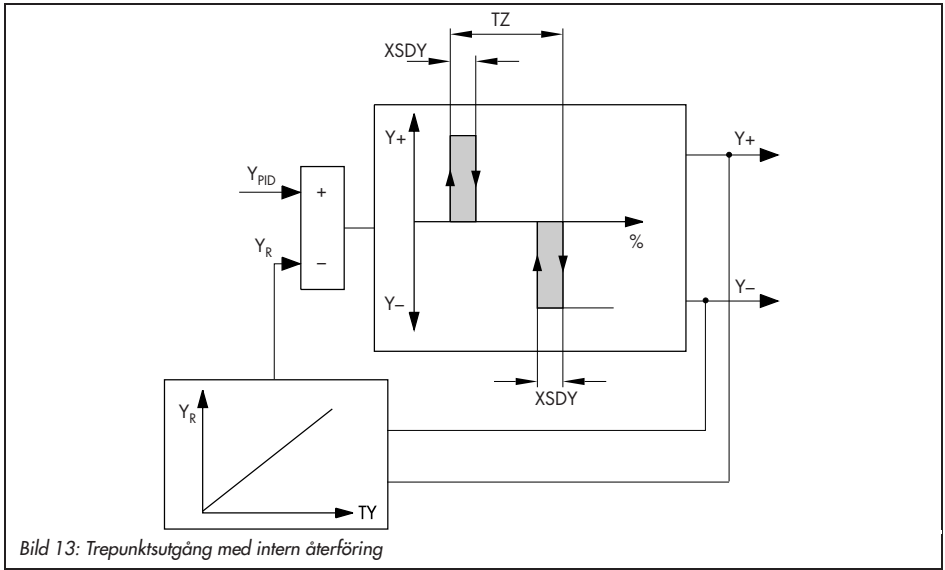 TZ
XSDY
Y+
Y+
Y_PID
+
Y_R
−
%
Y−
Y−
XSDY
Y_R
TY
Bild 13: Trepunktsutgång med intern återföring